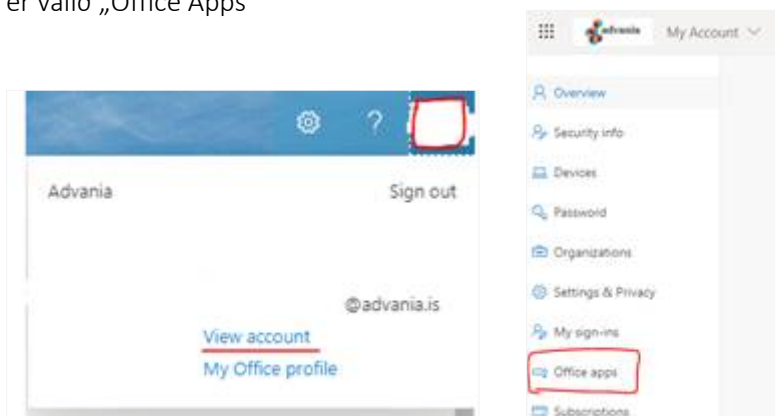 er valið „Office Apps
?
Advania
Sign out
@advania.is
View account
My Office profile
advania
My Account
Overview
Security info
Devices
Password
Organizations
Settings & Privacy
My sign-ins
Office apps
Subscriptions